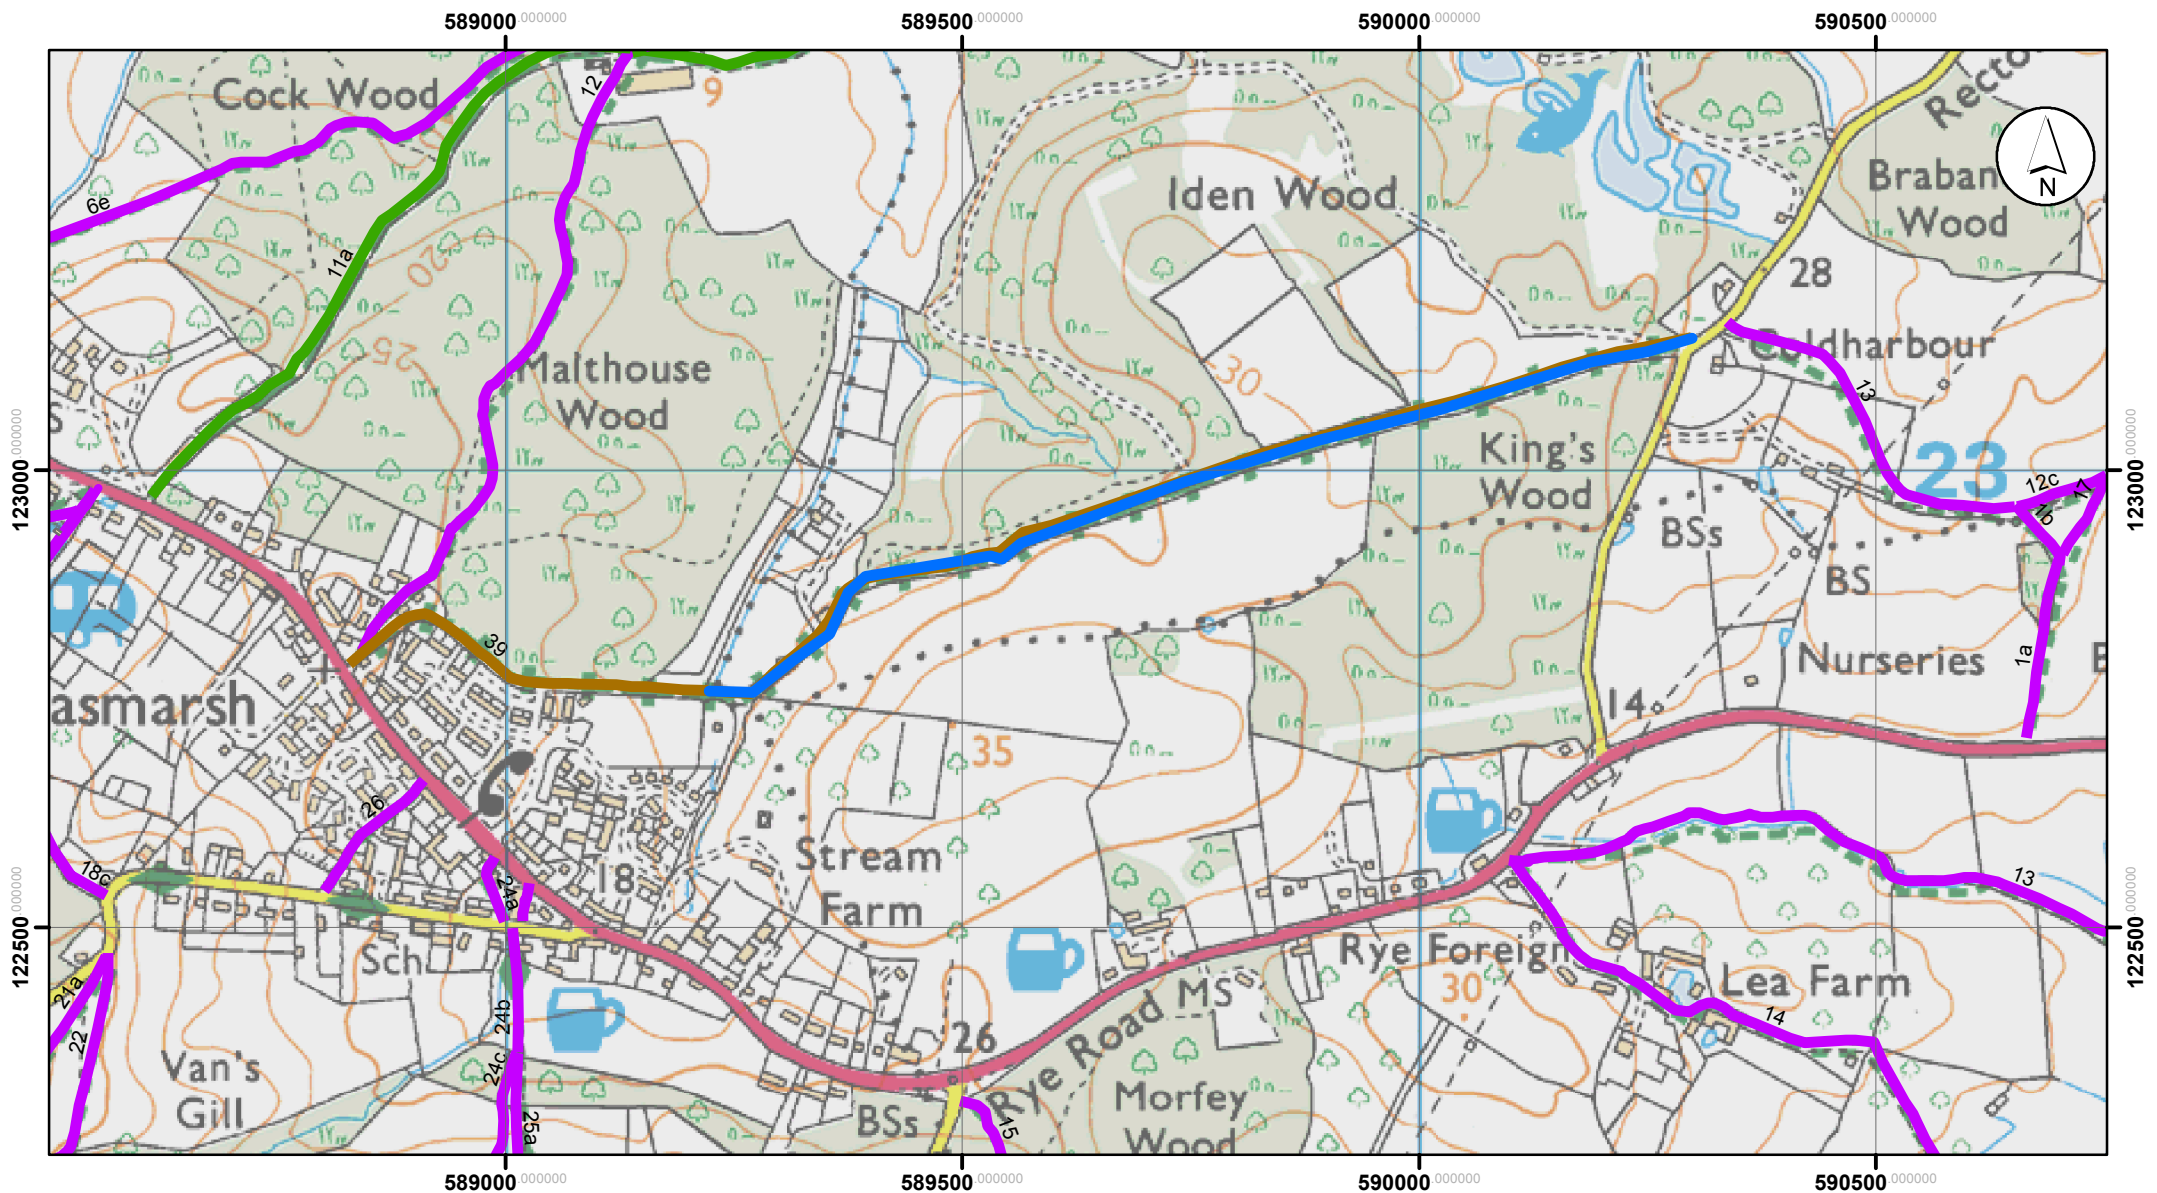 589000.000000
589500.000000
590000.000000
590500.000000
Recto
Cock Wood
12
9
Iden Wood
Braban
Wood
N
6e
11a
20
28
25
Malthouse
Wood
30
Coldharbour
13
King's
Wood
23
12c
17
1b
123000.000000
123000.000000
s
BSs
BS
39
Nurseries
1a
B
asmarsh
14
35
26
18
24a
18c
Stream
Farm
122500.000000
122500.000000
Sch
Rye Foreign
30
Lea Farm
13
14
21a
22
24b
24c
25a
Van's
Gill
26
Rye Road
MS
BSs
15
Morfey
Wood
589000.000000
589500.000000
590000.000000
590500.000000